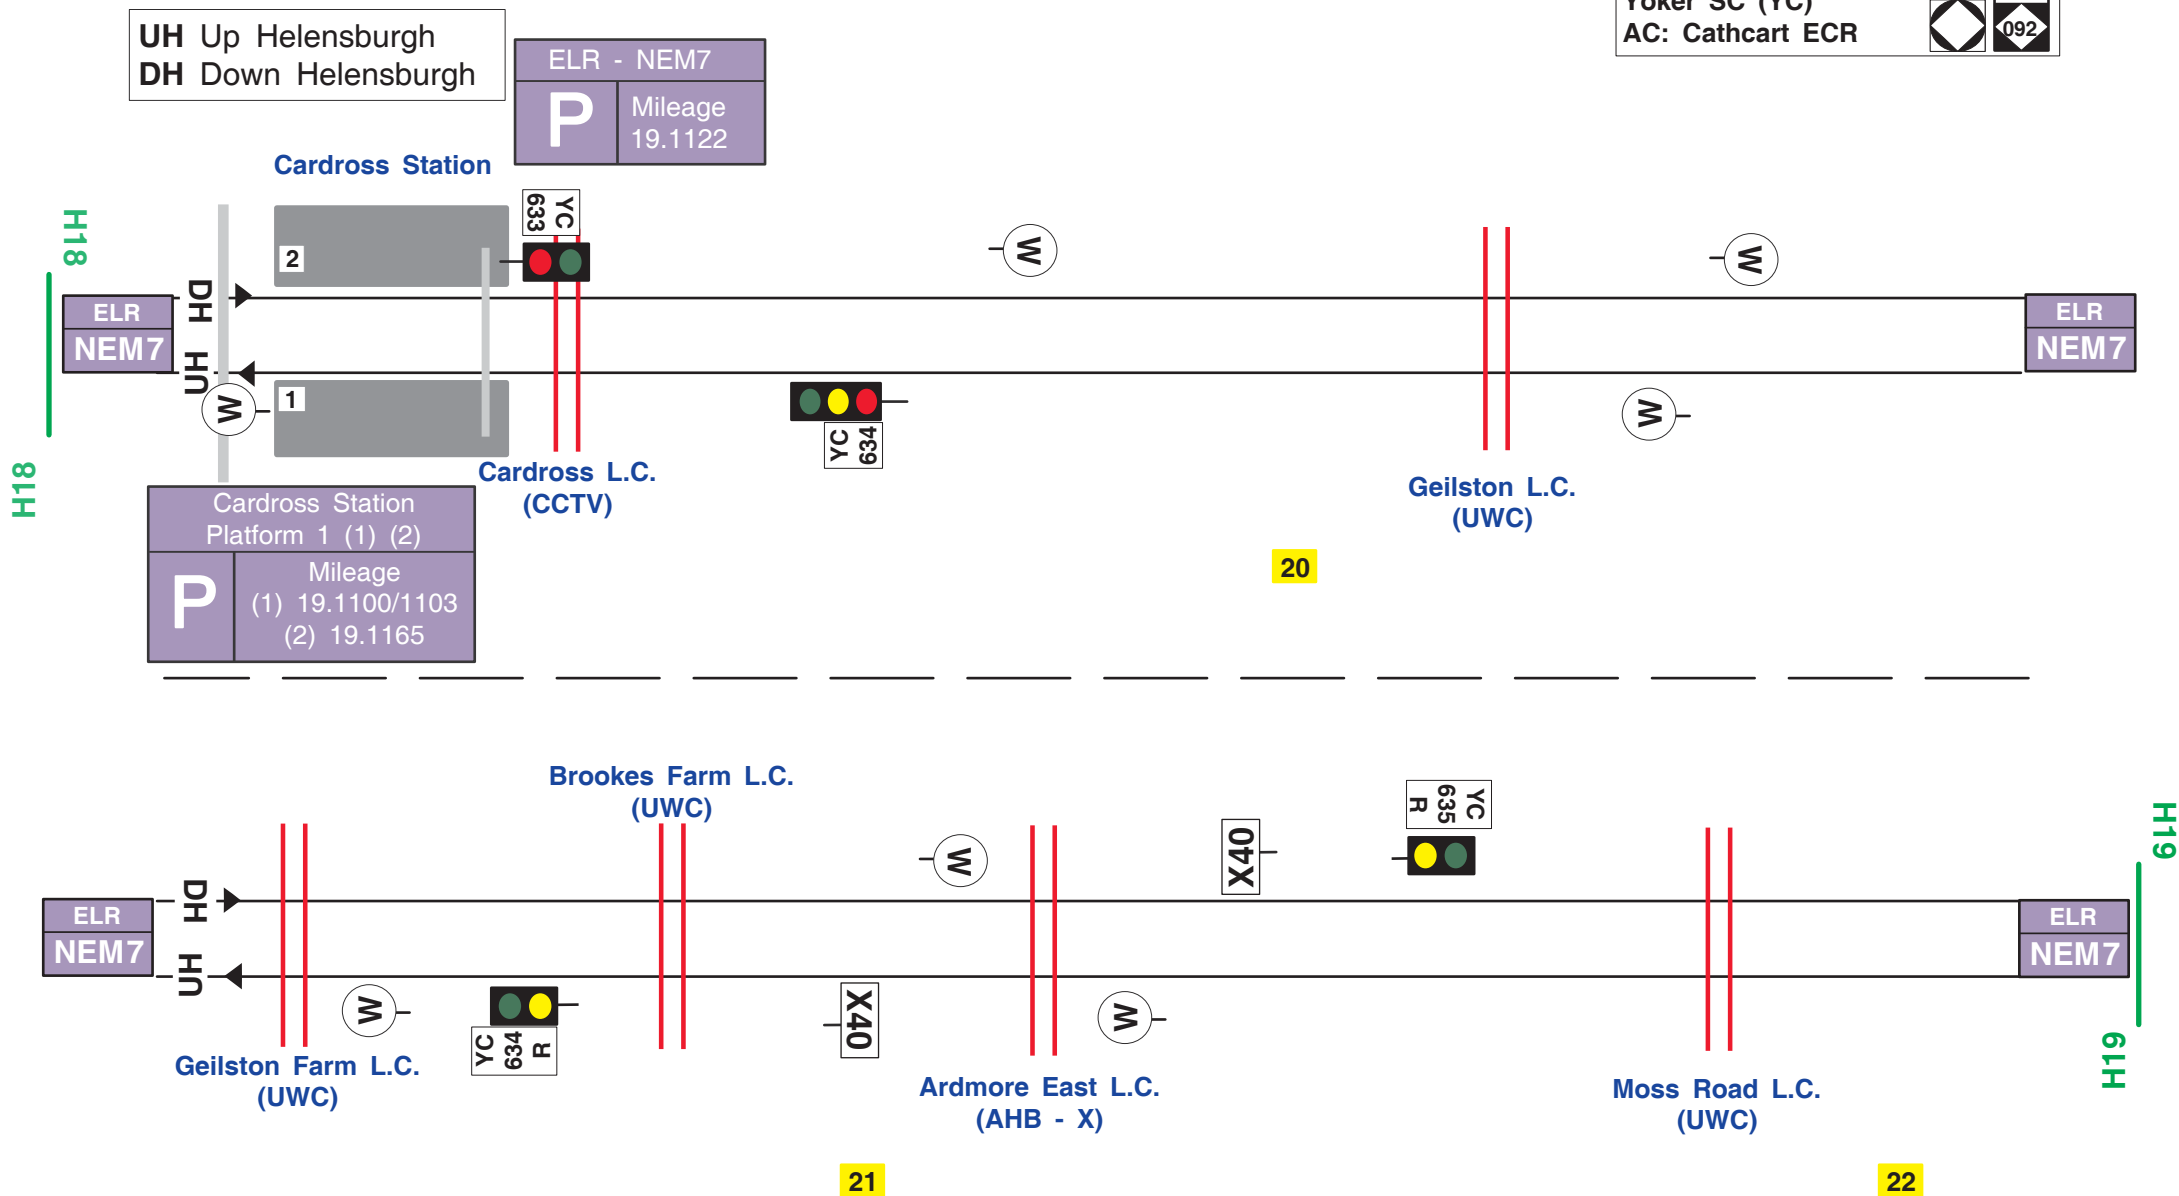 Yoker SC (YC)
AC: Cathcart ECR
092
UH Up Helensburgh
DH Down Helensburgh
ELR - NEM7
P
Mileage
19.1122
Cardross Station
YC
633
H18
2
W
W
DH
ELR
NEM7
ELR
NEM7
UH
W
1
YC
634
W
H18
Cardross L.C.
(CCTV)
Geilston L.C.
(UWC)
Cardross Station
Platform 1 (1) (2)
P
Mileage
(1) 19.1100/1103
(2) 19.1165
20
Brookes Farm L.C.
(UWC)
YC
635
R
H19
W
X40
DH
ELR
NEM7
ELR
NEM7
UH
W
YC
634
R
X40
W
H19
Geilston Farm L.C.
(UWC)
Ardmore East L.C.
(AHB - X)
Moss Road L.C.
(UWC)
21
22